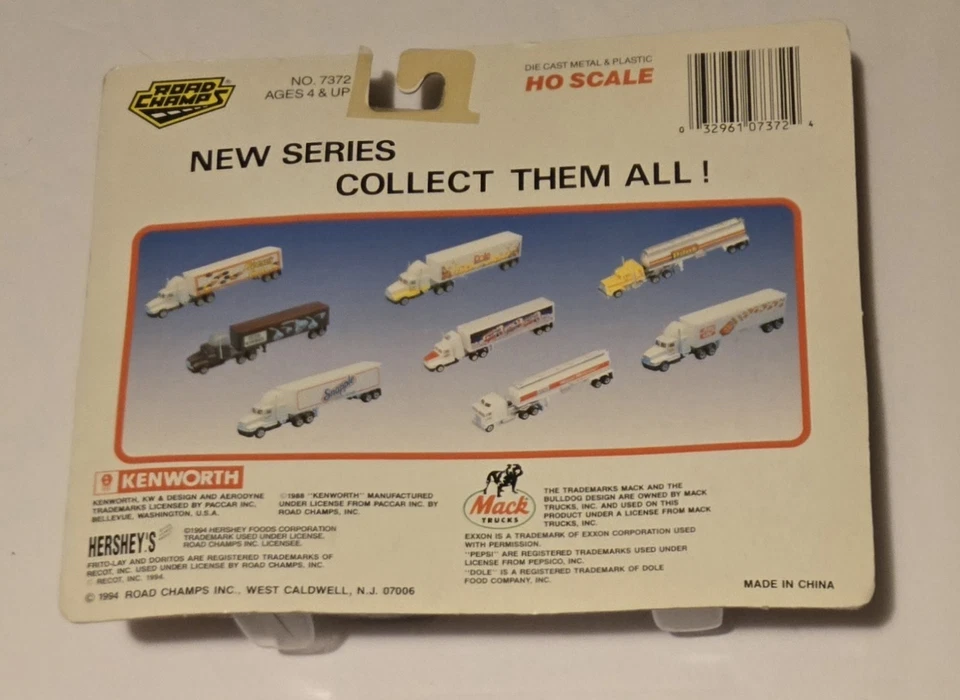 ROAD CHAMPS®
NO. 7372
AGES 4 & UP
DIE CAST METAL & PLASTIC
HO SCALE
0 32961 07372 4
NEW SERIES
COLLECT THEM ALL !
Dole
Snapple
KENWORTH
KENWORTH, KW & DESIGN AND AERODYNE
TRADEMARKS LICENSED BY PACCAR INC.
BELLEVUE, WASHINGTON, U.S.A.
©1988 "KENWORTH" MANUFACTURED
UNDER LICENSE FROM PACCAR INC. BY
ROAD CHAMPS, INC.
HERSHEY'S
©1994 HERSHEY FOODS CORPORATION
TRADEMARK USED UNDER LICENSE,
ROAD CHAMPS INC. LICENSEE.
FRITO-LAY AND DORITOS ARE REGISTERED TRADEMARKS OF
RECOT, INC. USED UNDER LICENSE BY ROAD CHAMPS, INC.
© RECOT, INC. 1994.
© 1994 ROAD CHAMPS INC., WEST CALDWELL, N.J. 07006
Mack
TRUCKS
THE TRADEMARKS MACK AND THE
BULLDOG DESIGN ARE OWNED BY MACK
TRUCKS, INC. AND USED ON THIS
PRODUCT UNDER A LICENSE FROM MACK
TRUCKS, INC.
EXXON IS A TRADEMARK OF EXXON CORPORATION USED
WITH PERMISSION.
"PEPSI" ARE REGISTERED TRADEMARKS USED UNDER
LICENSE FROM PEPSICO, INC.
"DOLE" IS A REGISTERED TRADEMARK OF DOLE
FOOD COMPANY, INC.
MADE IN CHINA